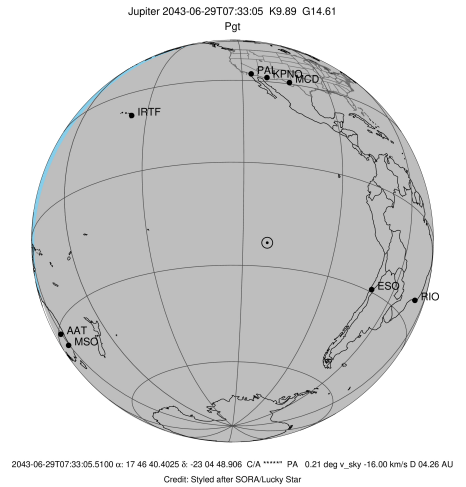 Jupiter 2043-06-29T07:33:05 K9.89 G14.61
Pgt
PAL
KPNO
MCD
IRTF
ESO
RIO
AAT
MSO
2043-06-29T07:33:05.5100 α: 17 46 40.4025 δ: -23 04 48.906 C/A *****" PA 0.21 deg v_sky -16.00 km/s D 04.26 AU
Credit: Styled after SORA/Lucky Star